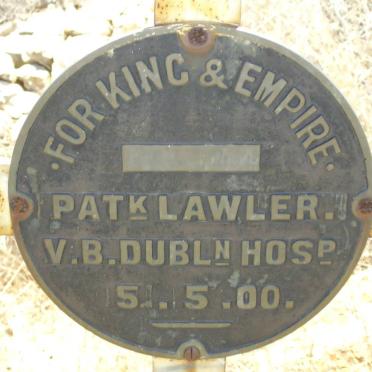 ·FOR KING & EMPIRE·
PATK LAWLER.
V.B. DUBLN HOSP.
5..5.00.